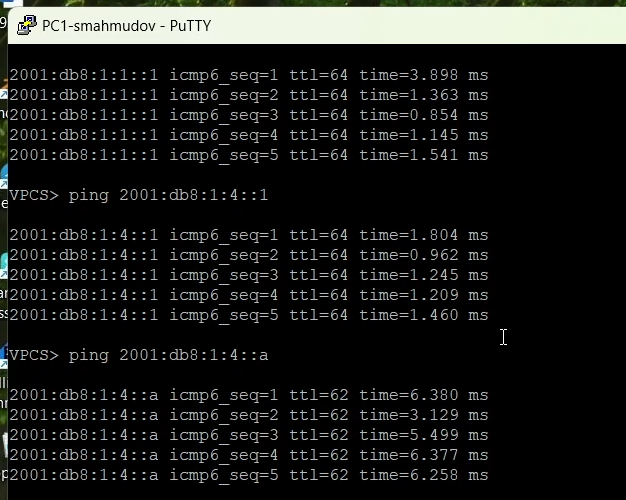 PC1-smahmudov - PuTTY
2001:db8:1:1::1 icmp6_seq=1 ttl=64 time=3.898 ms
2001:db8:1:1::1 icmp6_seq=2 ttl=64 time=1.363 ms
2001:db8:1:1::1 icmp6_seq=3 ttl=64 time=0.854 ms
2001:db8:1:1::1 icmp6_seq=4 ttl=64 time=1.145 ms
2001:db8:1:1::1 icmp6_seq=5 ttl=64 time=1.541 ms
VPCS> ping 2001:db8:1:4::1
2001:db8:1:4::1 icmp6_seq=1 ttl=64 time=1.804 ms
2001:db8:1:4::1 icmp6_seq=2 ttl=64 time=0.962 ms
2001:db8:1:4::1 icmp6_seq=3 ttl=64 time=1.245 ms
2001:db8:1:4::1 icmp6_seq=4 ttl=64 time=1.209 ms
2001:db8:1:4::1 icmp6_seq=5 ttl=64 time=1.460 ms
VPCS> ping 2001:db8:1:4::a
2001:db8:1:4::a icmp6_seq=1 ttl=62 time=6.380 ms
2001:db8:1:4::a icmp6_seq=2 ttl=62 time=3.129 ms
2001:db8:1:4::a icmp6_seq=3 ttl=62 time=5.499 ms
2001:db8:1:4::a icmp6_seq=4 ttl=62 time=6.377 ms
2001:db8:1:4::a icmp6_seq=5 ttl=62 time=6.258 ms